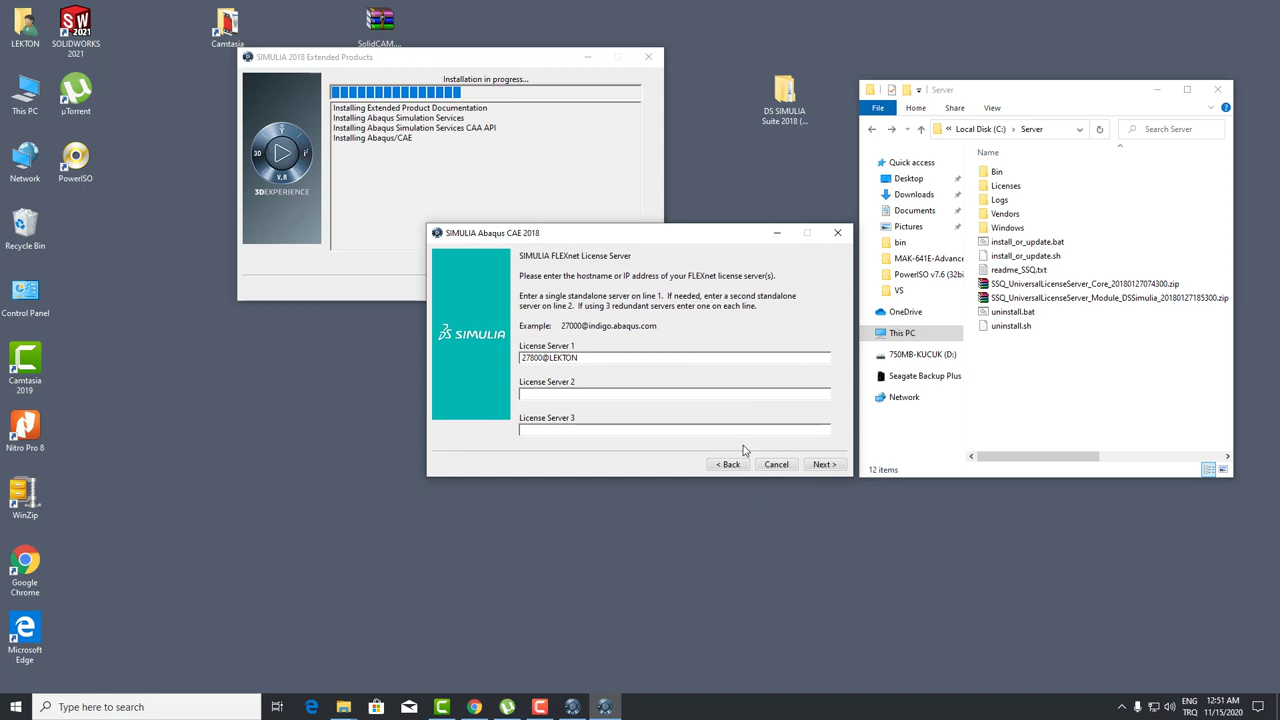 LEKTON
SOLIDWORKS
2021
Camtasia
SolidCAM....
This PC
µTorrent
Network
PowerISO
Recycle Bin
Control Panel
Camtasia
2019
Nitro Pro 8
WinZip
Google
Chrome
Microsoft
Edge
DS SIMULIA
Suite 2018 (...
SIMULIA 2018 Extended Products
Installation in progress...
Installing Extended Product Documentation
Installing Abaqus Simulation Services
Installing Abaqus Simulation Services CAA API
Installing Abaqus/CAE
3D
V.R
3DEXPERIENCE
SIMULIA Abaqus CAE 2018
SIMULIA FLEXnet License Server
Please enter the hostname or IP address of your FLEXnet license server(s).
Enter a single standalone server on line 1. If needed, enter a second standalone
server on line 2. If using 3 redundant servers enter one on each line.
Example: 27000@indigo.abaqus.com
License Server 1
27800@LEKTON
License Server 2
License Server 3
SIMULIA
< Back
Cancel
Next >
Server
File
Home
Share
View
Local Disk (C:)
Server
Search Server
Name
Quick access
Desktop
Downloads
Documents
Pictures
bin
MAK-641E-Advance
PowerISO v7.6 (32bi
VS
OneDrive
This PC
750MB-KUCUK (D:)
Seagate Backup Plus
Network
Bin
Licenses
Logs
Vendors
Windows
install_or_update.bat
install_or_update.sh
readme_SSQ.txt
SSQ_UniversalLicenseServer_Core_20180127074300.zip
SSQ_UniversalLicenseServer_Module_DSSimulia_20180127185300.zip
uninstall.bat
uninstall.sh
12 items
Type here to search
ENG
TRQ
12:51 AM
11/15/2020